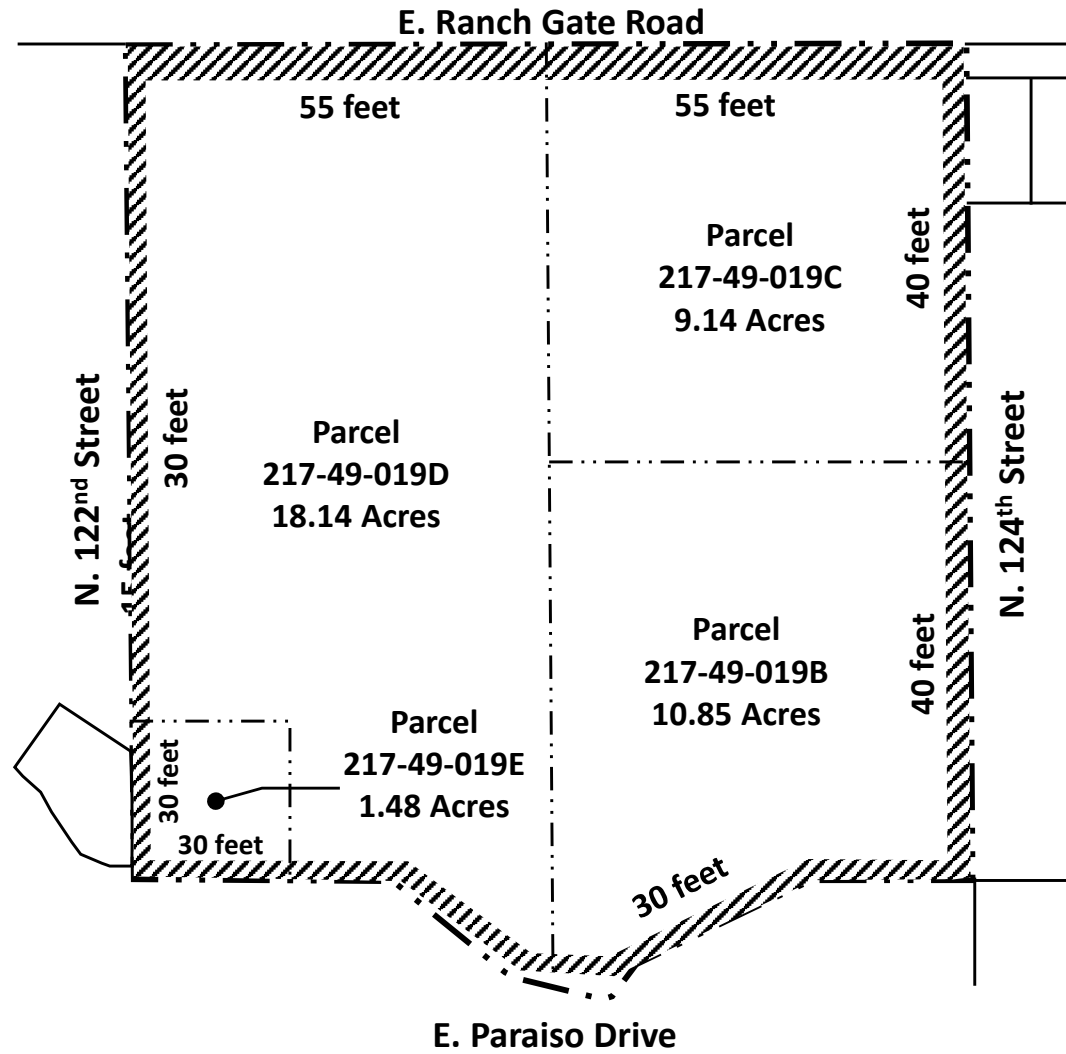 E. Ranch Gate Road
55 feet
55 feet
Parcel
217-49-019C
9.14 Acres
40 feet
N. 122nd Street
30 feet
Parcel
217-49-019D
18.14 Acres
N. 124th Street
Parcel
217-49-019B
10.85 Acres
40 feet
Parcel
217-49-019E
1.48 Acres
30 feet
30 feet
30 feet
E. Paraiso Drive